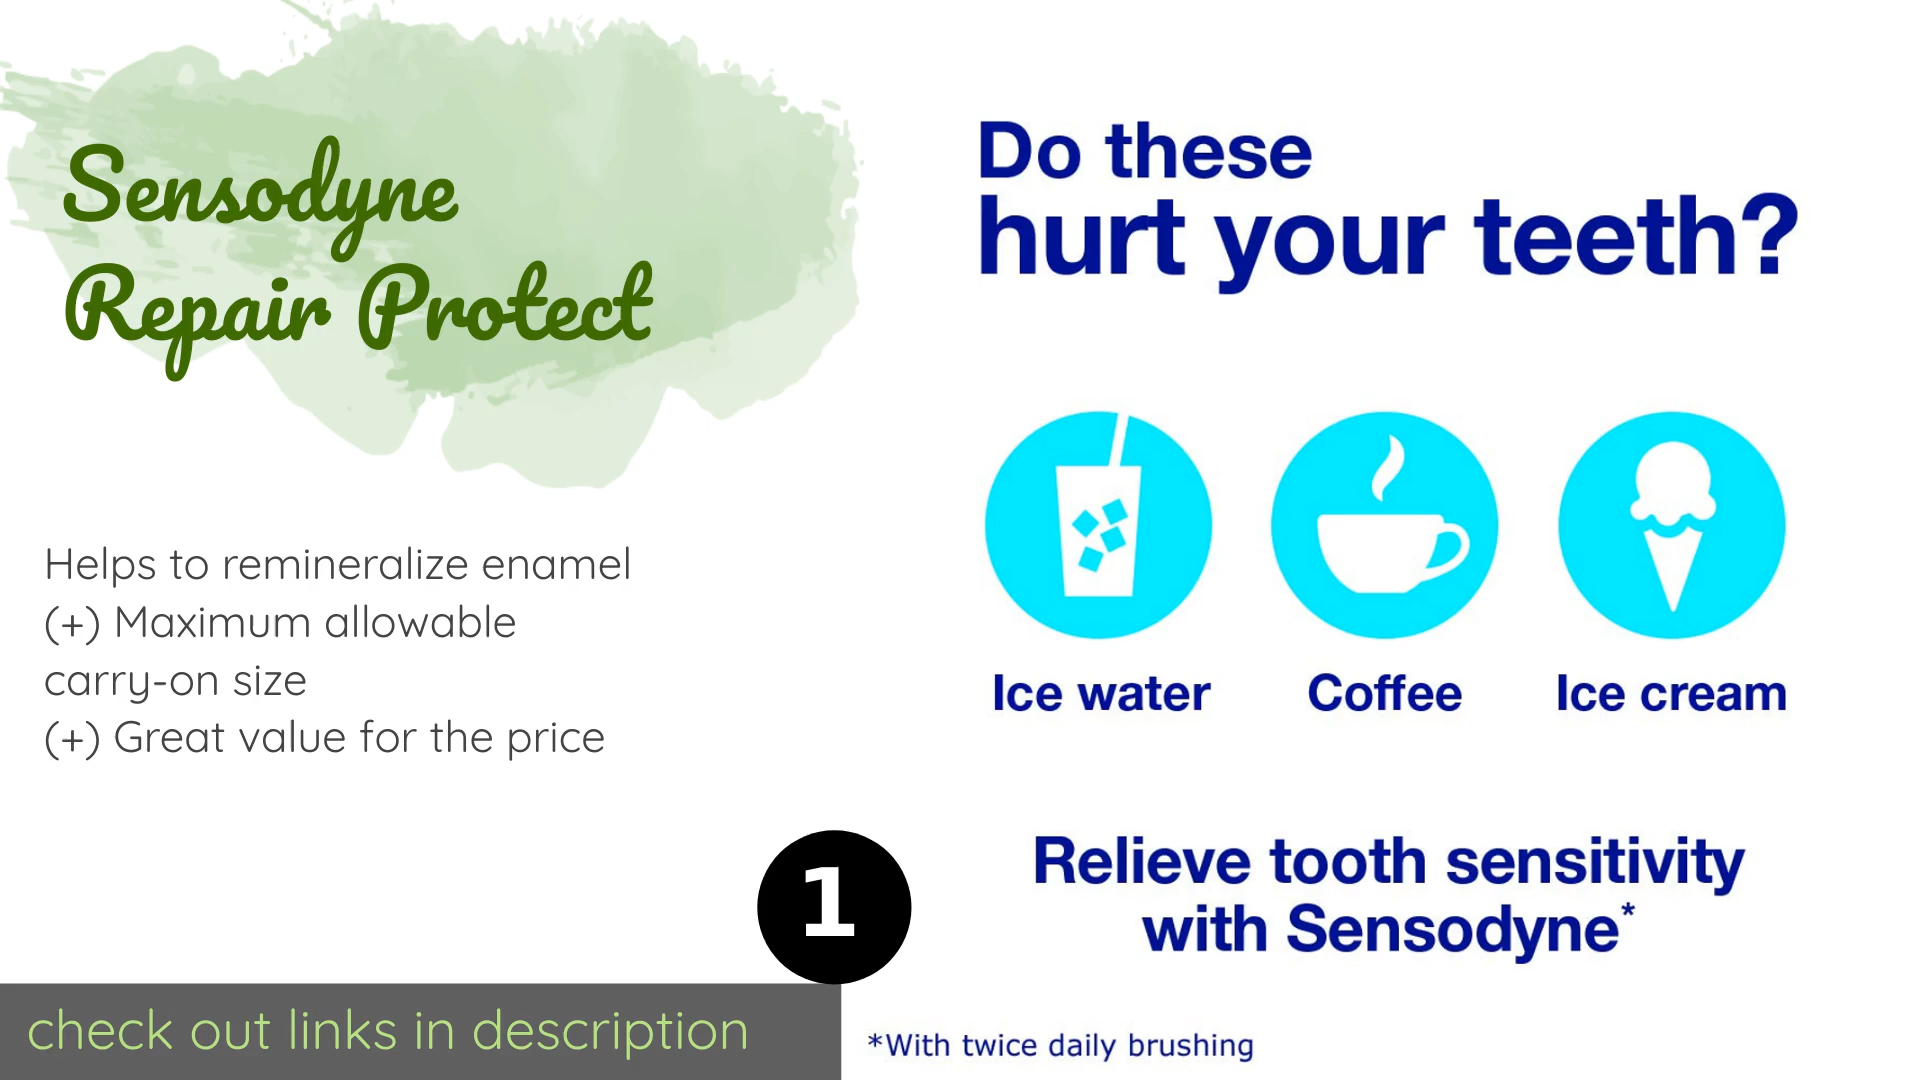 Sensodyne
Repair Protect
Helps to remineralize enamel
(+) Maximum allowable
carry-on size
(+) Great value for the price
1
check out links in description
Do these
hurt your teeth?
Ice water
Coffee
Ice cream
Relieve tooth sensitivity
with Sensodyne*
*With twice daily brushing